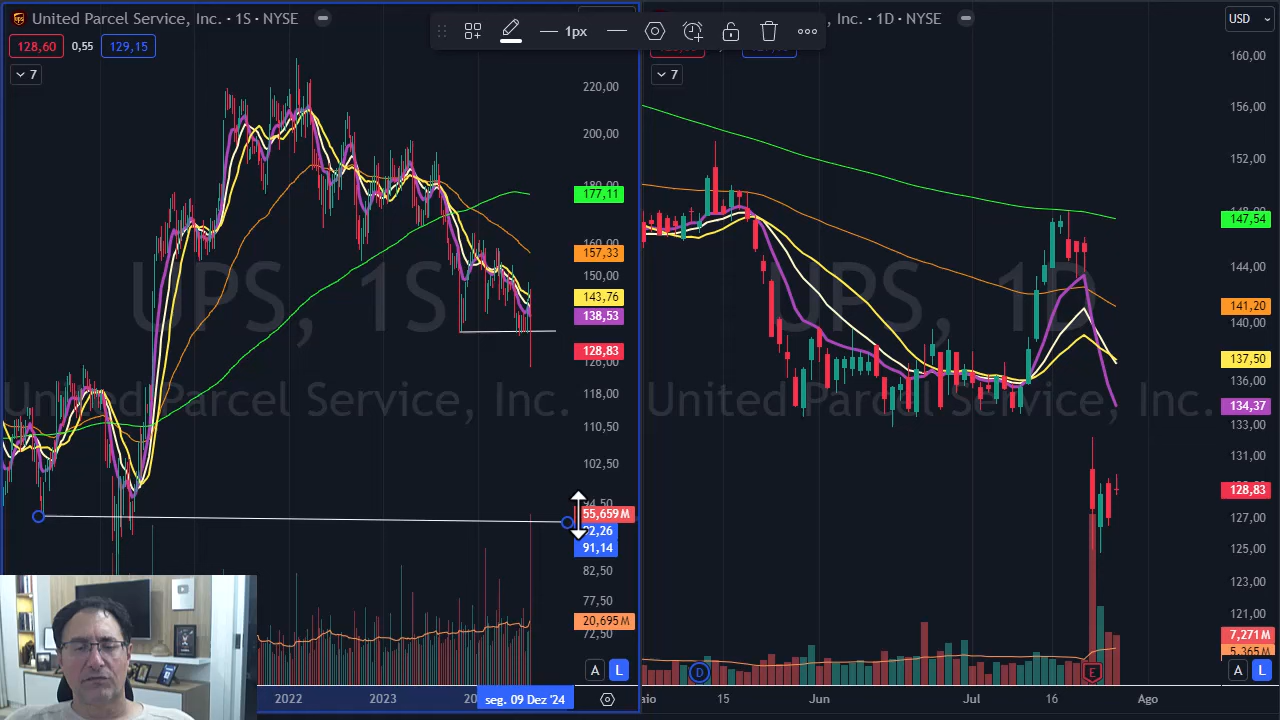 United Parcel Service, Inc. · 1S · NYSE
128,60 0,55 129,15
7
1px
Inc. · 1D · NYSE
7
USD
UPS, 1S
United Parcel Service, Inc.
220,00
200,00
177,11
157,33
150,00
143,76
138,53
128,83
118,00
110,50
102,50
94,50
55,659M
92,26
91,14
82,50
77,50
20,695M
72,50
A L
2022 2023 seg. 09 Dez '24
UPS, 1D
United Parcel Service, Inc.
160,00
156,00
152,00
147,54
144,00
141,20
140,00
137,50
136,00
134,37
133,00
131,00
128,83
127,00
125,00
123,00
121,00
7,271M
5,365M
D E
A L
15 Jun Jul 16 Ago